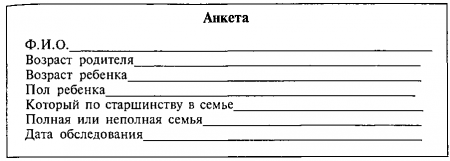 Анкета
Ф.И.О.
Возраст родителя
Возраст ребенка
Пол ребенка
Который по старшинству в семье
Полная или неполная семья
Дата обследования